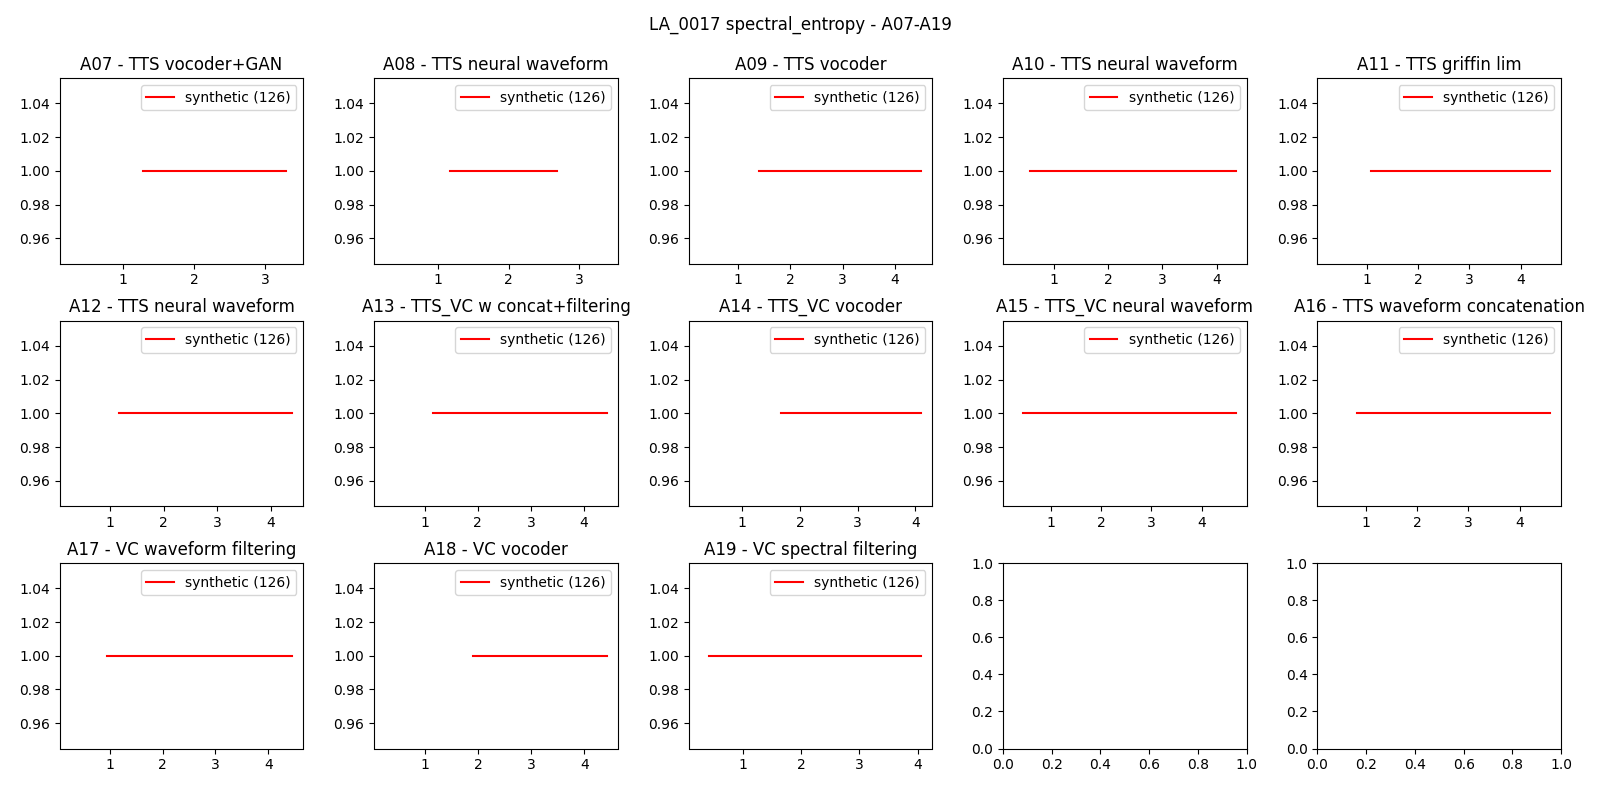 LA_0017 spectral_entropy - A07-A19
A07 - TTS vocoder+GAN
A08 - TTS neural waveform
A09 - TTS vocoder
A10 - TTS neural waveform
A11 - TTS griffin lim
synthetic (126)
synthetic (126)
synthetic (126)
synthetic (126)
synthetic (126)
1.04
1.02
1.00
0.98
0.96
1.04
1.02
1.00
0.98
0.96
1.04
1.02
1.00
0.98
0.96
1.04
1.02
1.00
0.98
0.96
1.04
1.02
1.00
0.98
0.96
1 2 3
1 2 3
1 2 3 4
1 2 3 4
1 2 3 4
A12 - TTS neural waveform
A13 - TTS_VC w concat+filtering
A14 - TTS_VC vocoder
A15 - TTS_VC neural waveform
A16 - TTS waveform concatenation
synthetic (126)
synthetic (126)
synthetic (126)
synthetic (126)
synthetic (126)
1.04
1.02
1.00
0.98
0.96
1.04
1.02
1.00
0.98
0.96
1.04
1.02
1.00
0.98
0.96
1.04
1.02
1.00
0.98
0.96
1.04
1.02
1.00
0.98
0.96
1 2 3 4
1 2 3 4
1 2 3 4
1 2 3 4
1 2 3 4
A17 - VC waveform filtering
A18 - VC vocoder
A19 - VC spectral filtering
synthetic (126)
synthetic (126)
synthetic (126)
1.04
1.02
1.00
0.98
0.96
1.04
1.02
1.00
0.98
0.96
1.04
1.02
1.00
0.98
0.96
1.0
0.8
0.6
0.4
0.2
0.0
1.0
0.8
0.6
0.4
0.2
0.0
1 2 3 4
1 2 3 4
1 2 3 4
0.0 0.2 0.4 0.6 0.8 1.0
0.0 0.2 0.4 0.6 0.8 1.0